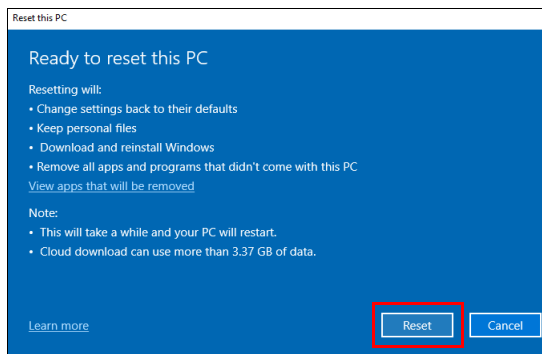 Reset this PC
Ready to reset this PC
Resetting will:
• Change settings back to their defaults
• Keep personal files
• Download and reinstall Windows
• Remove all apps and programs that didn't come with this PC
View apps that will be removed
Note:
• This will take a while and your PC will restart.
• Cloud download can use more than 3.37 GB of data.
Learn more
Reset
Cancel